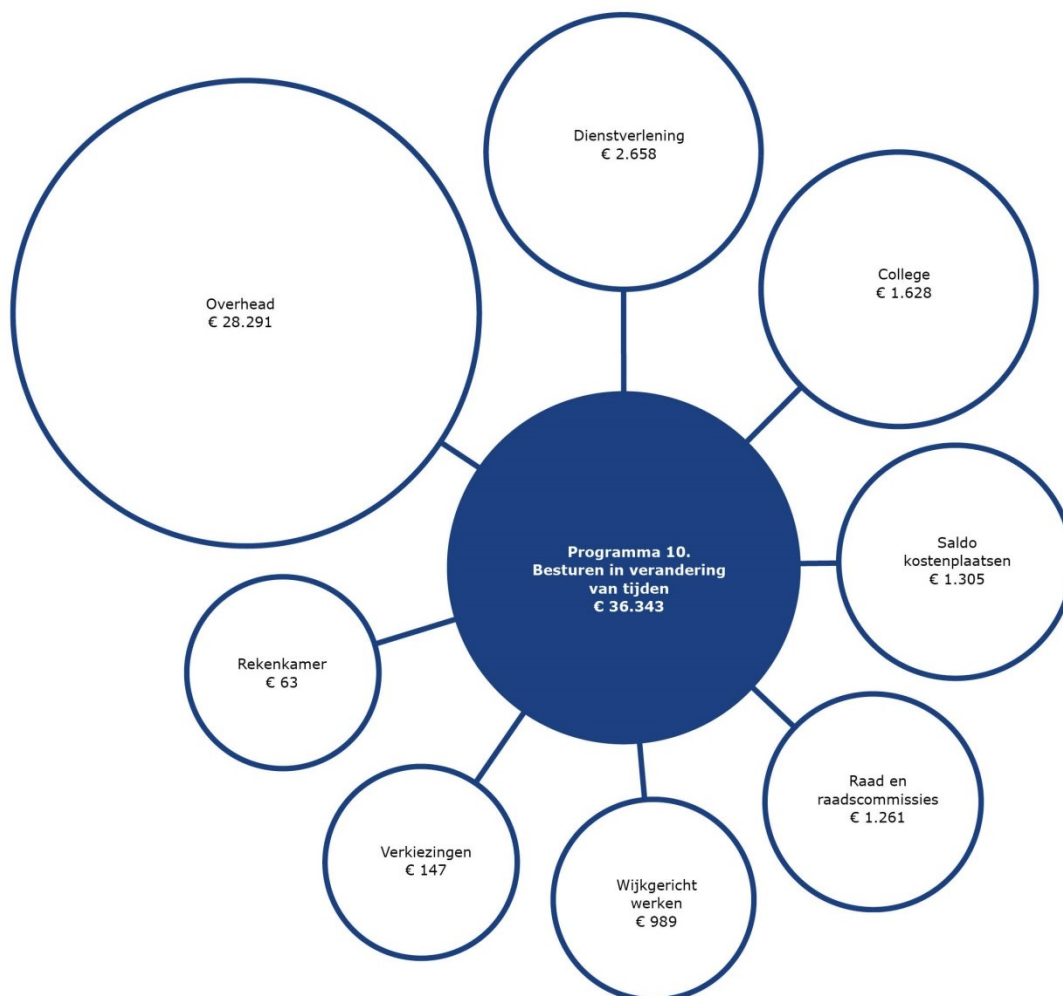 Dienstverlening
€ 2.658
College
€ 1.628
Overhead
€ 28.291
Saldo
kostenplaatsen
€ 1.305
Programma 10.
Besturen in verandering
van tijden
€ 36.343
Rekenkamer
€ 63
Raad en
raadscommissies
€ 1.261
Verkiezingen
€ 147
Wijkgericht
werken
€ 989